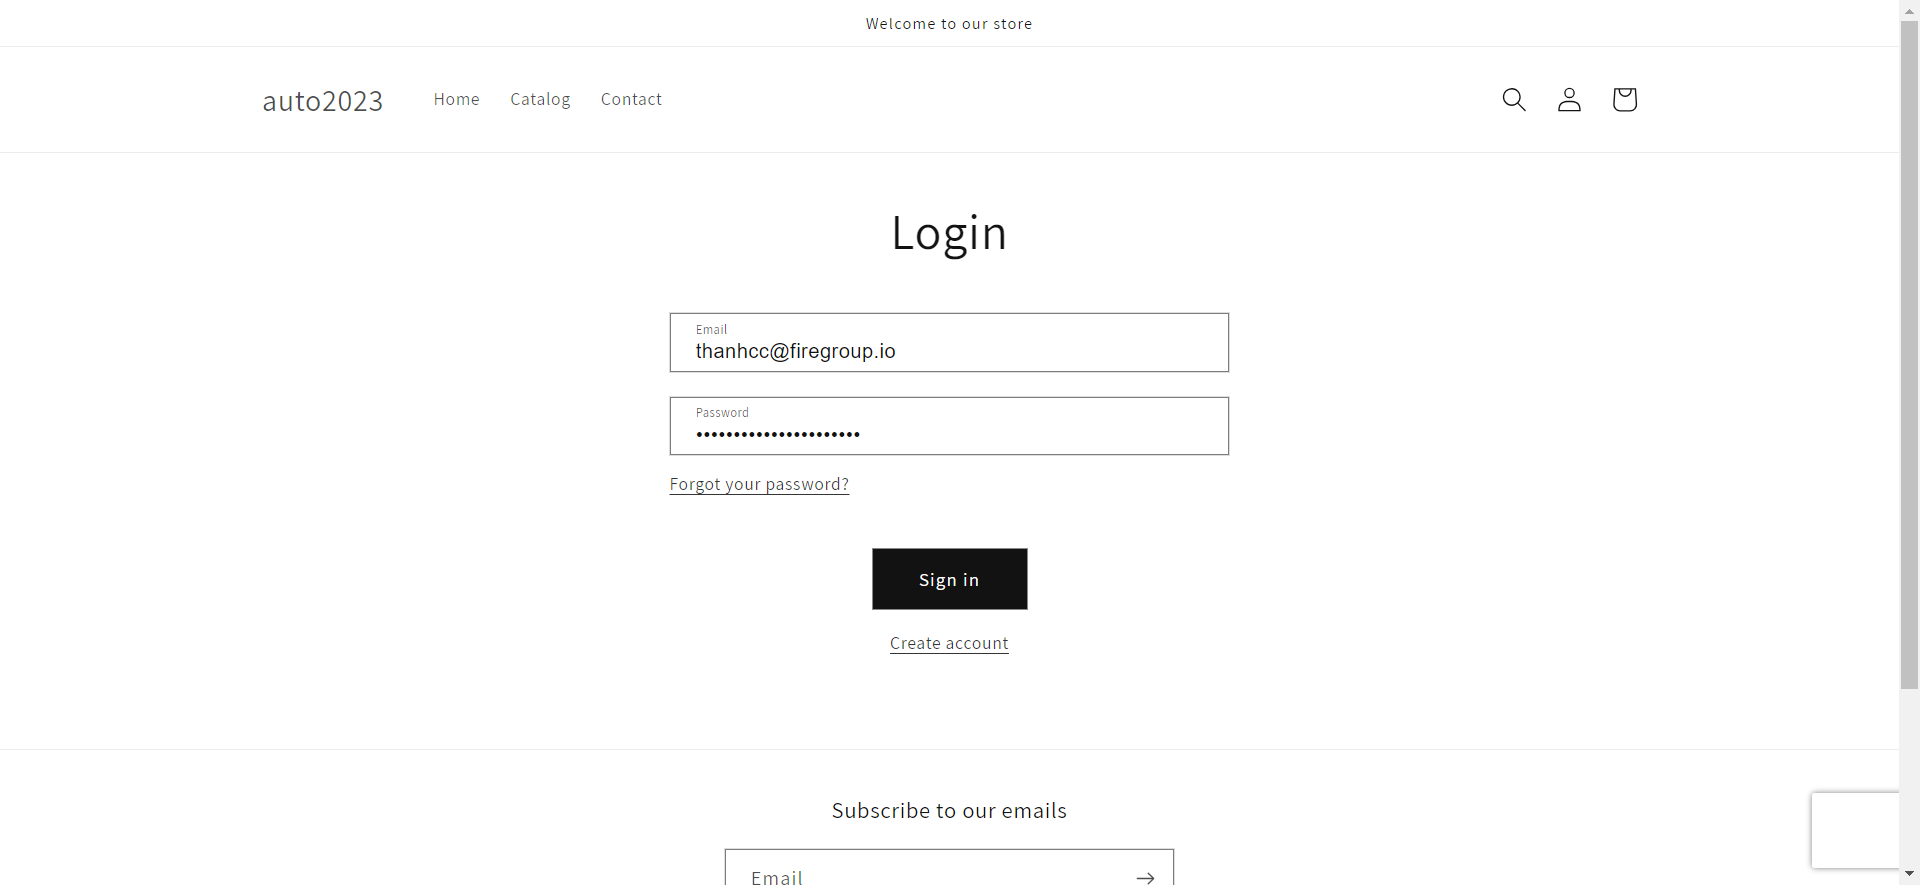 Welcome to our store
auto2023
Home
Catalog
Contact
Login
Email
thanhcc@firegroup.io
Password
••••••••••••••••••••••
Forgot your password?
Sign in
Create account
Subscribe to our emails
Email